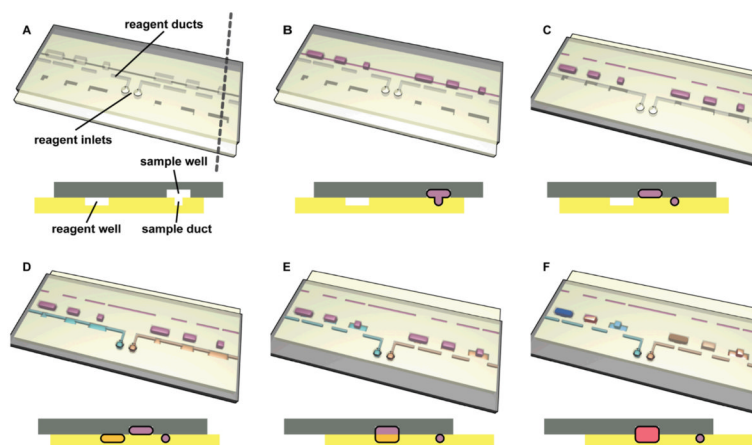 A
reagent ducts
reagent inlets
sample well
reagent well
sample duct
B
C
D
E
F